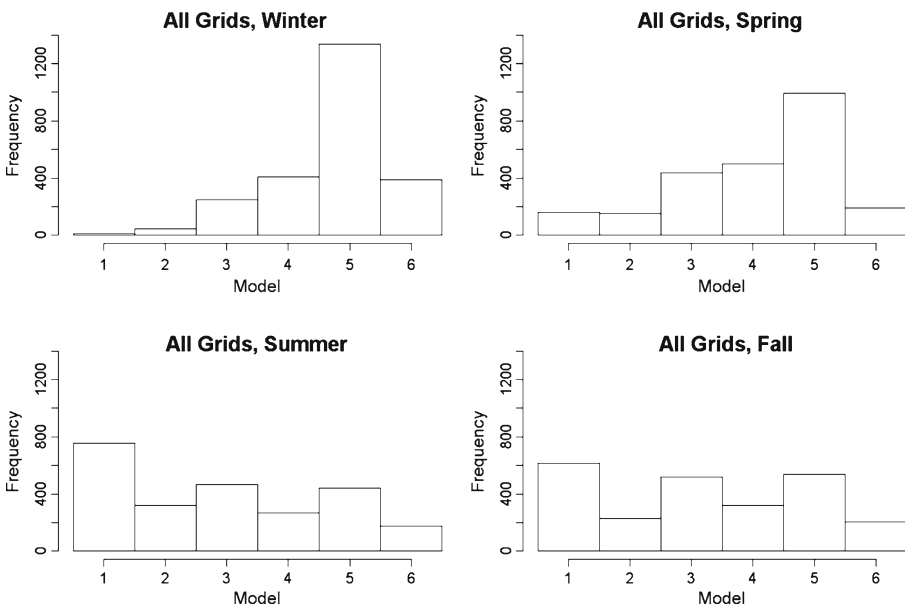 All Grids, Winter
Frequency
0 400 800 1200
1 2 3 4 5 6
Model
All Grids, Spring
Frequency
0 400 800 1200
1 2 3 4 5 6
Model
All Grids, Summer
Frequency
0 400 800 1200
1 2 3 4 5 6
Model
All Grids, Fall
Frequency
0 400 800 1200
1 2 3 4 5 6
Model